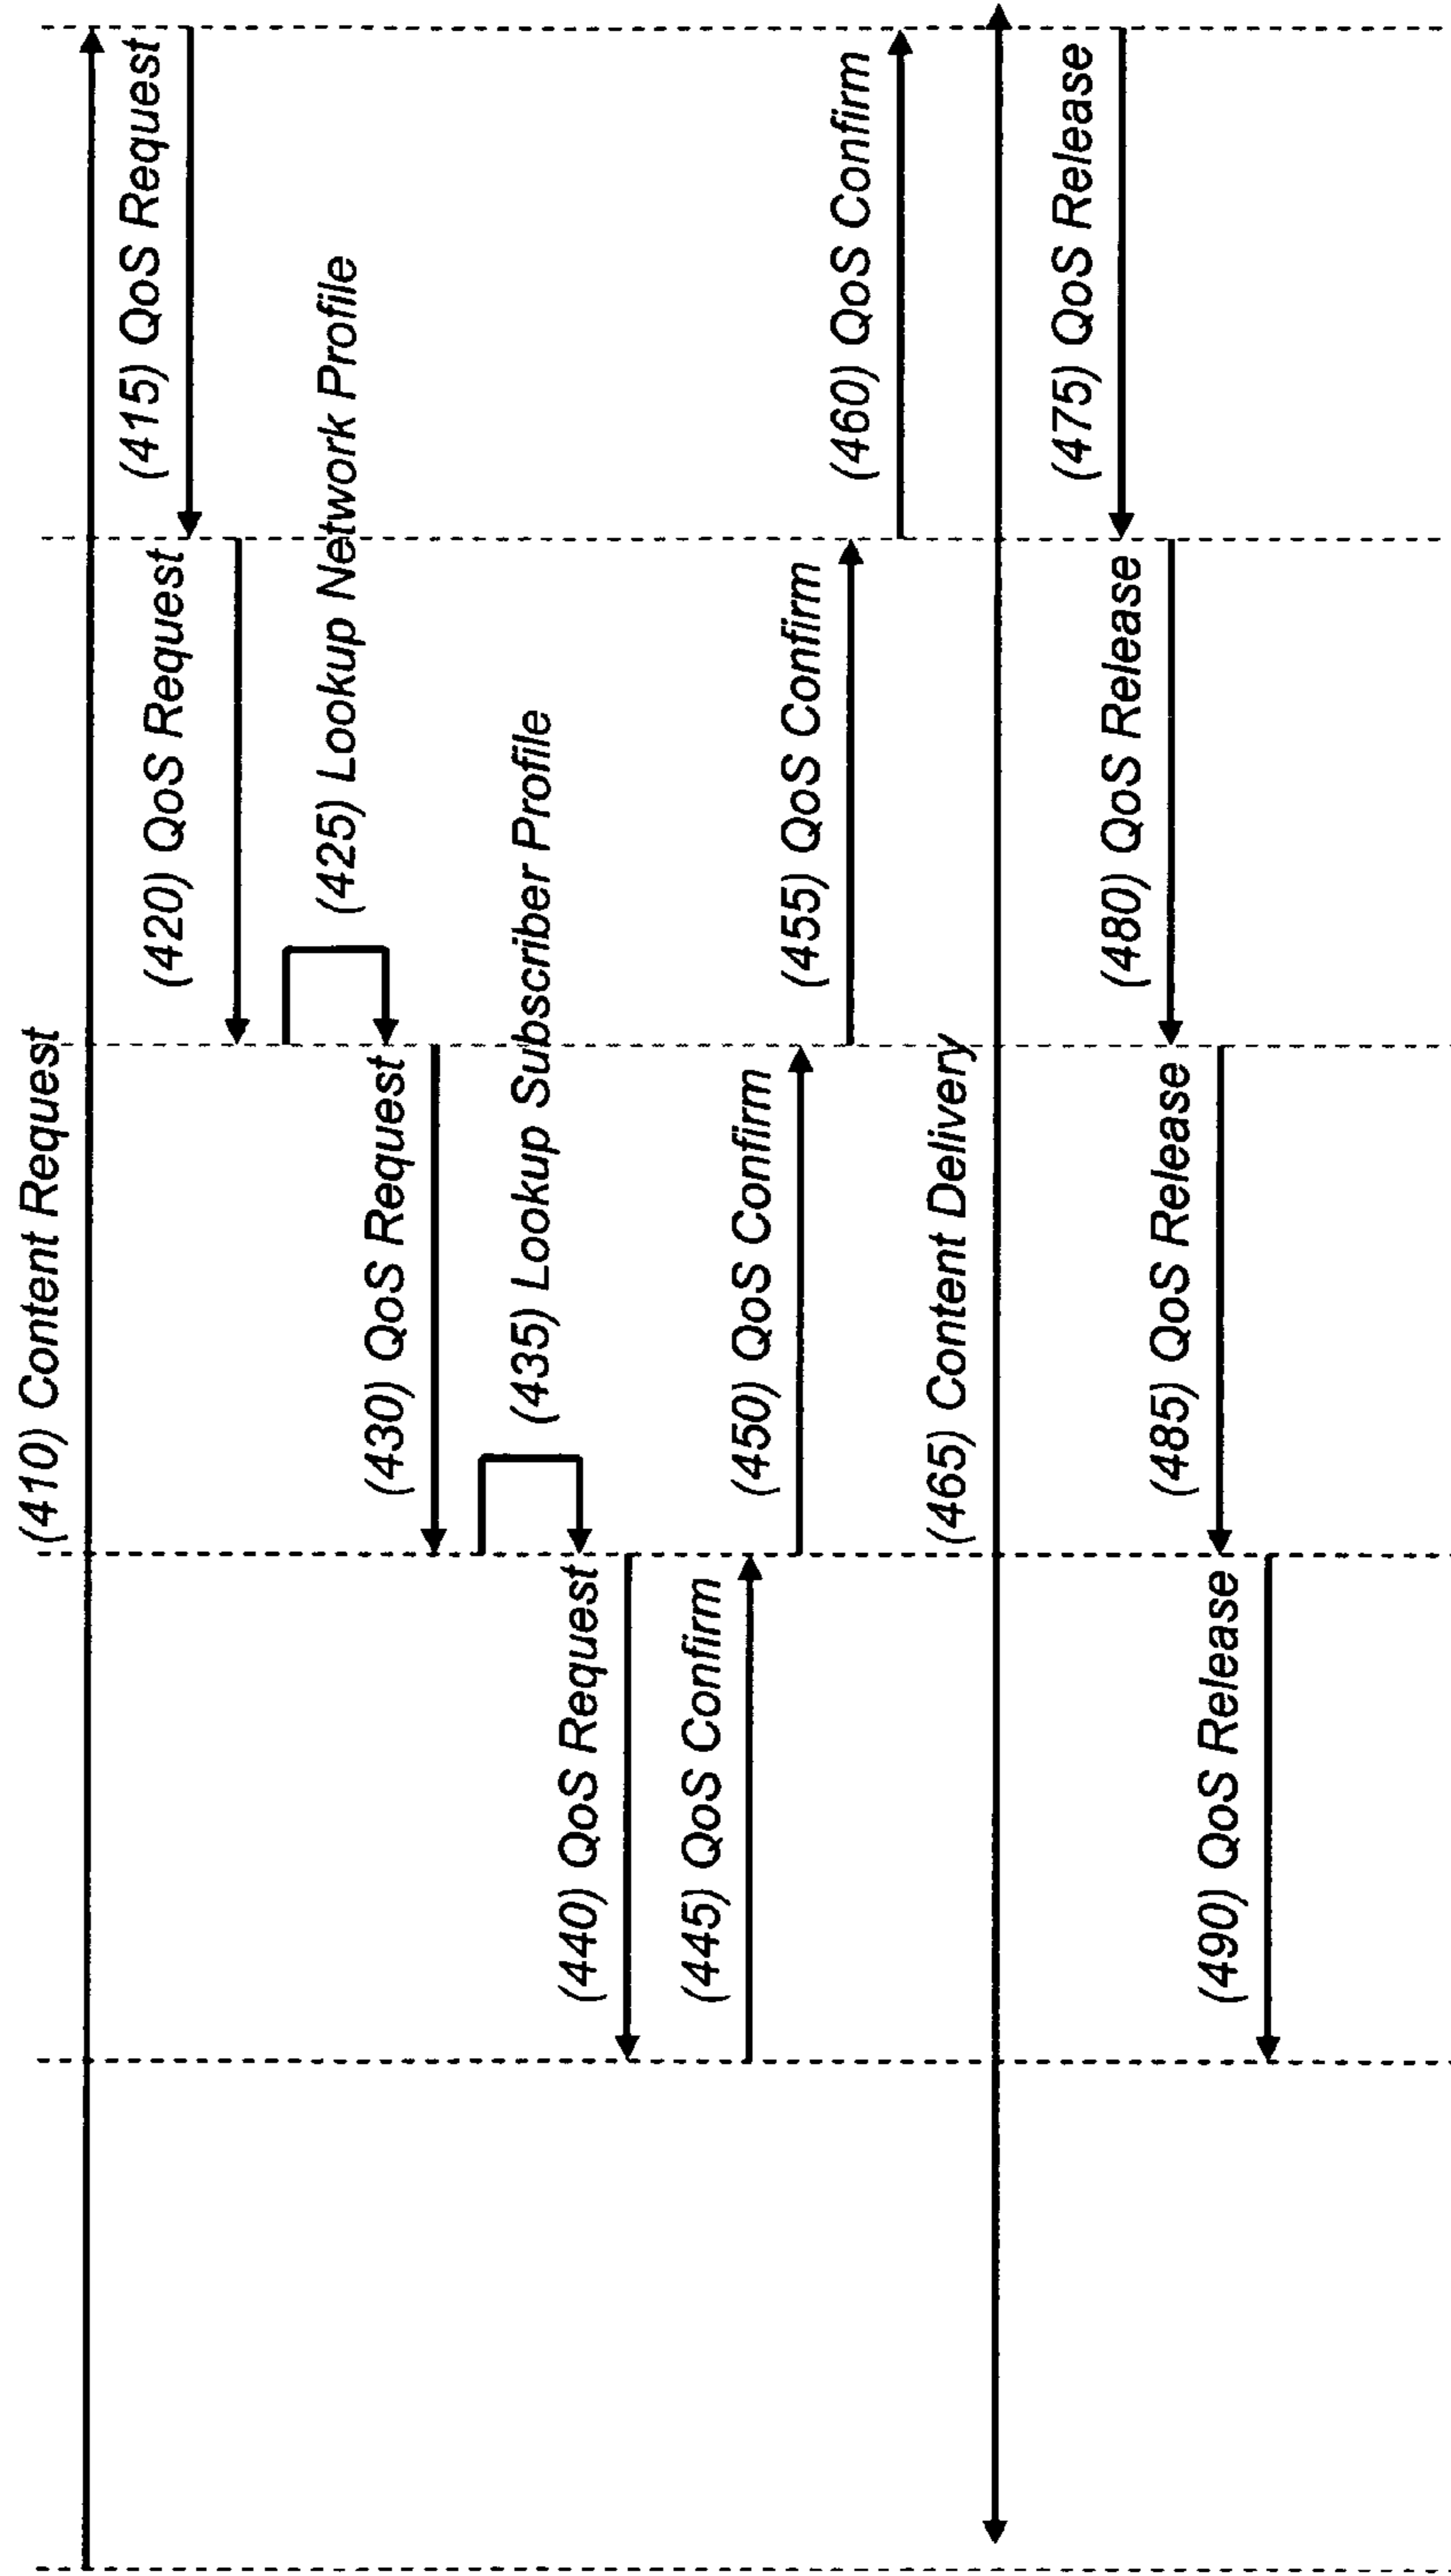 (410) Content Request
(415) QoS Request
(420) QoS Request
(425) Lookup Network Profile
(430) QoS Request
(435) Lookup Subscriber Profile
(440) QoS Request
(445) QoS Confirm
(450) QoS Confirm
(455) QoS Confirm
(460) QoS Confirm
(465) Content Delivery
(475) QoS Release
(480) QoS Release
(485) QoS Release
(490) QoS Release